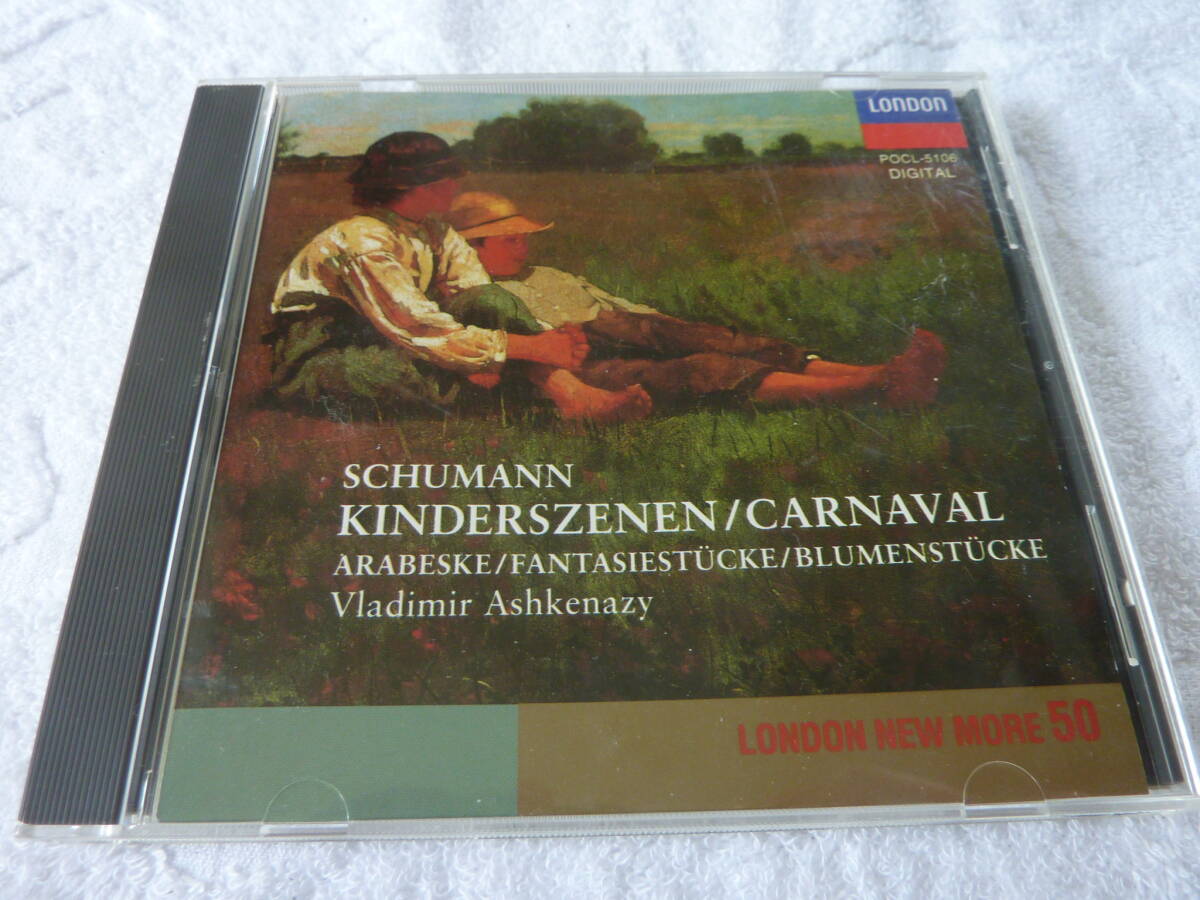 LONDON
POCL-5106
DIGITAL
SCHUMANN
KINDERSZENEN/CARNAVAL
ARABESKE/FANTASIESTÜCKE/BLUMENSTÜCKE
Vladimir Ashkenazy
LONDON NEW MORE 50